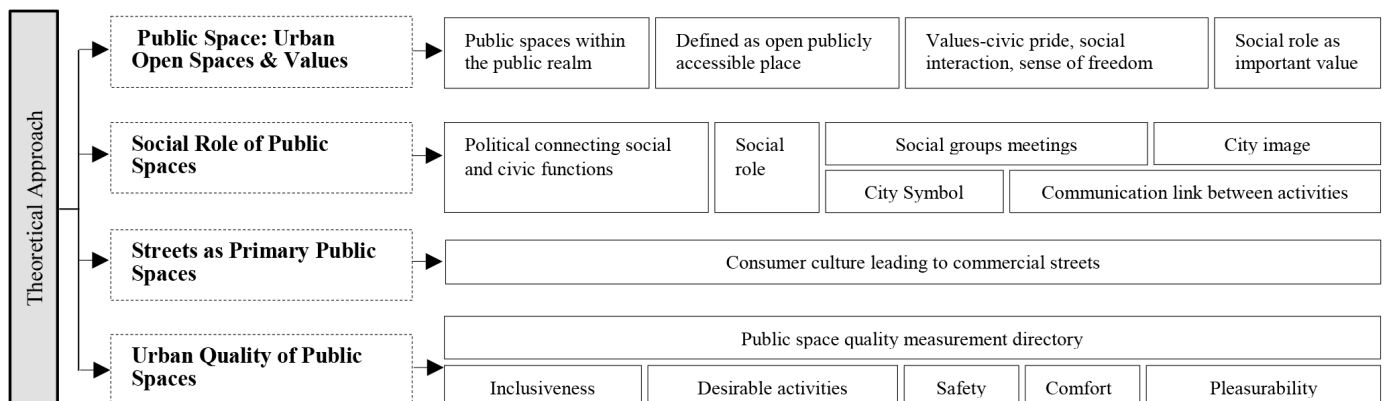 Theoretical Approach
Public Space: Urban
Open Spaces & Values
Public spaces within
the public realm
Defined as open publicly
accessible place
Values-civic pride, social
interaction, sense of freedom
Social role as
important value
Social Role of Public
Spaces
Political connecting social
and civic functions
Social
role
Social groups meetings
City image
City Symbol
Communication link between activities
Streets as Primary Public
Spaces
Consumer culture leading to commercial streets
Urban Quality of Public
Spaces
Public space quality measurement directory
Inclusiveness
Desirable activities
Safety
Comfort
Pleasurability